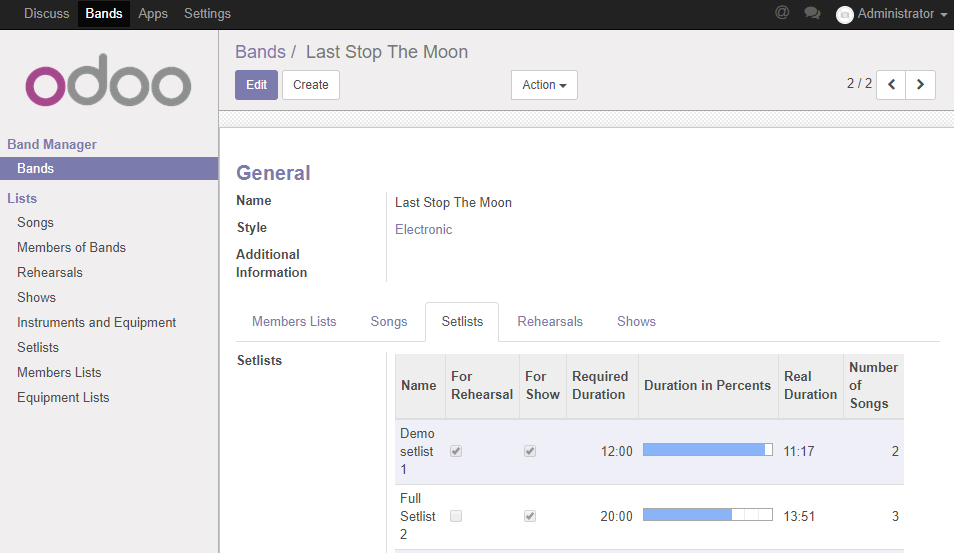 Discuss Bands Apps Settings @ Administrator
odoo
Bands / Last Stop The Moon
Edit Create Action 2 / 2
Band Manager
Bands
Lists
Songs
Members of Bands
Rehearsals
Shows
Instruments and Equipment
Setlists
Members Lists
Equipment Lists
General
Name Last Stop The Moon
Style Electronic
Additional
Information
Members Lists Songs Setlists Rehearsals Shows
Setlists
Name For Rehearsal For Show Required Duration Duration in Percents Real Duration Number of Songs
Demo
setlist 12:00 11:17 2
1
Full
Setlist 20:00 13:51 3
2